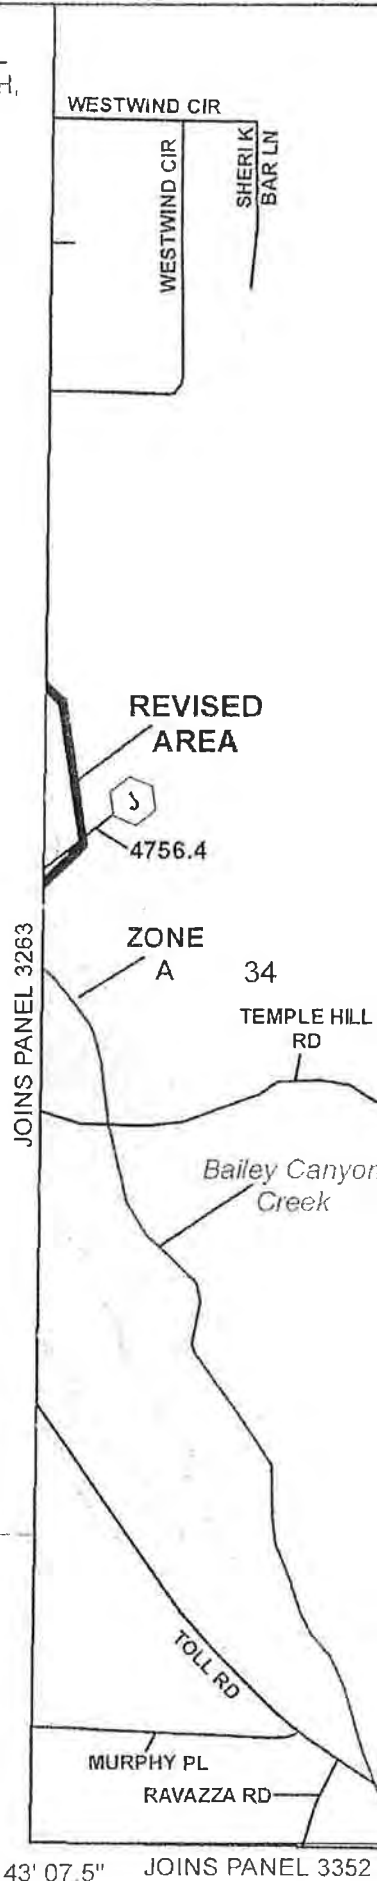 H,
WESTWIND CIR
WESTWIND CIR
SHERI K
BAR LN
REVISED
AREA
J
4756.4
JOINS PANEL 3263
ZONE
A
34
TEMPLE HILL
RD
Bailey Canyon
Creek
TOLL RD
MURPHY PL
RAVAZZA RD
43' 07.5"
JOINS PANEL 3352